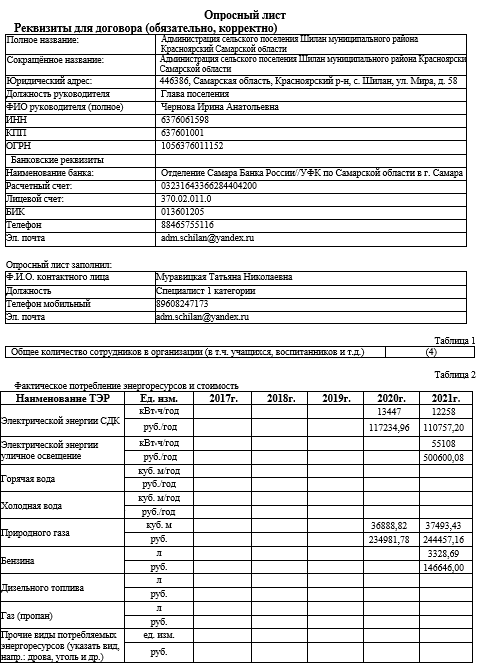 Опросный лист
Реквизиты для договора (обязательно, корректно)
Полное название: Администрация сельского поселения Шилан муниципального района
Красноярский Самарской области
Сокращённое название: Администрация сельского поселения Шилан муниципального района Красноярски
Самарской области
Юридический адрес: 446386, Самарская область, Красноярский р-н, с. Шилан, ул. Мира, д. 58
Должность руководителя Глава поселения
ФИО руководителя (полное) Чернова Ирина Анатольевна
ИНН 6376061598
КПП 637601001
ОГРН 1056376011152
Банковские реквизиты
Наименование банка: Отделение Самара Банка России//УФК по Самарской области в г. Самара
Расчетный счет: 03231643366284404200
Лицевой счет: 370.02.011.0
БИК 013601205
Телефон 88465755116
Эл. почта adm.schilan@yandex.ru
Опросный лист заполнил:
Ф.И.О. контактного лица Муравицкая Татьяна Николаевна
Должность Специалист 1 категории
Телефон мобильный 89608247173
Эл. почта adm.schilan@yandex.ru
Таблица 1
Общее количество сотрудников в организации (в т.ч. учащихся, воспитанников и т.д.) (4)
Таблица 2
Фактическое потребление энергоресурсов и стоимость
Наименование ТЭР Ед. изм. 2017г. 2018г. 2019г. 2020г. 2021г.
Электрической энергии СДК кВт-ч/год 13447 12258
руб./год 117234,96 110757,20
Электрической энергии
уличное освещение кВт-ч/год 55108
руб./год 500600,08
Горячая вода куб. м/год
руб./год
Холодная вода куб. м/год
руб./год
Природного газа куб. м 36888,82 37493,43
руб. 234981,78 244457,16
Бензина л 3328,69
руб. 146646,00
Дизельного топлива л
руб.
Газ (пропан) л
руб.
Прочие виды потребляемых
энергоресурсов (указать вид,
напр.: дрова, уголь и др.) ед. изм.
руб.